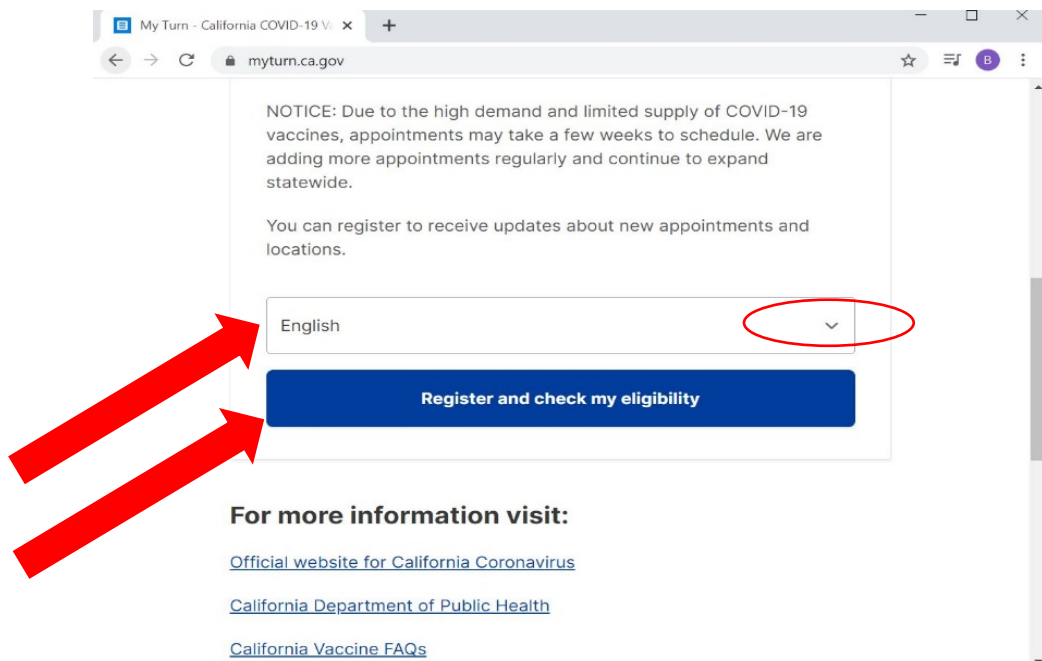 My Turn - California COVID-19 V
myturn.ca.gov
B
NOTICE: Due to the high demand and limited supply of COVID-19
vaccines, appointments may take a few weeks to schedule. We are
adding more appointments regularly and continue to expand
statewide.
You can register to receive updates about new appointments and
locations.
English
Register and check my eligibility
For more information visit:
Official website for California Coronavirus
California Department of Public Health
California Vaccine FAQs